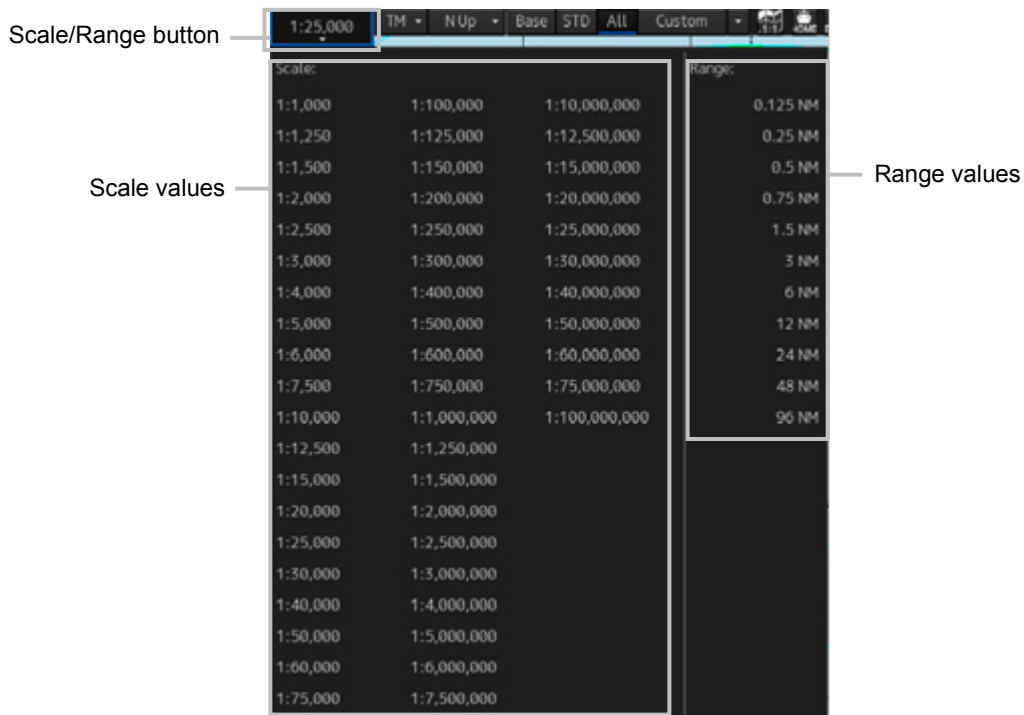 Scale/Range button
1:25,000 TM N Up Base STD All Custom
Scale: Range:
Scale values
Range values
1:1,000 1:100,000 1:10,000,000 0.125 NM
1:1,250 1:125,000 1:12,500,000 0.25 NM
1:1,500 1:150,000 1:15,000,000 0.5 NM
1:2,000 1:200,000 1:20,000,000 0.75 NM
1:2,500 1:250,000 1:25,000,000 1.5 NM
1:3,000 1:300,000 1:30,000,000 3 NM
1:4,000 1:400,000 1:40,000,000 6 NM
1:5,000 1:500,000 1:50,000,000 12 NM
1:6,000 1:600,000 1:60,000,000 24 NM
1:7,500 1:750,000 1:75,000,000 48 NM
1:10,000 1:1,000,000 1:100,000,000 96 NM
1:12,500 1:1,250,000
1:15,000 1:1,500,000
1:20,000 1:2,000,000
1:25,000 1:2,500,000
1:30,000 1:3,000,000
1:40,000 1:4,000,000
1:50,000 1:5,000,000
1:60,000 1:6,000,000
1:75,000 1:7,500,000